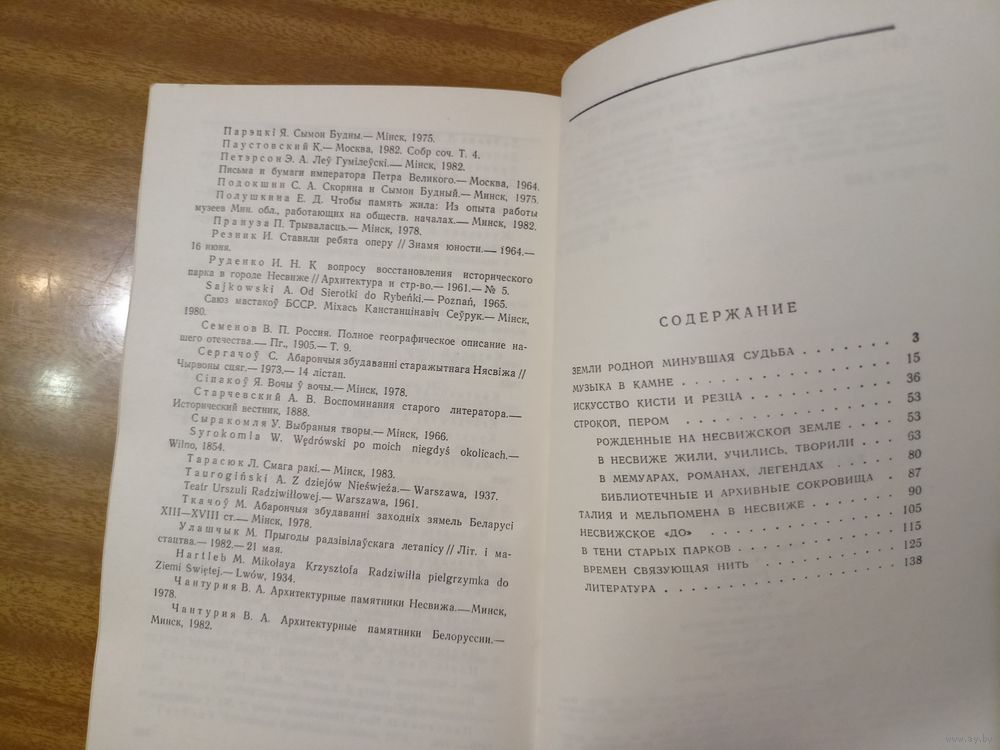 Парэцкі Я. Сымон Будны.— Мінск, 1975.
Паустовский К.— Москва, 1982. Собр соч. Т. 4.
Петэрсон Э. А. Леў Гумілеўскі.— Мінск, 1982.
Письма и бумаги императора Петра Великого.— Москва, 1964.
Подокшин С. А. Скорина и Сымон Будный.— Минск, 1975.
Полушкина Е. Д. Чтобы память жила: Из опыта работы
музеев Мин. обл., работающих на обществ. началах.— Минск, 1982.
Прануза П. Трываласць.— Мінск, 1978.
Резник И. Ставили ребята оперу // Знамя юности.— 1964.—
16 июня.
Руденко И. Н. К вопросу восстановления исторического
парка в городе Несвиже // Архитектура и стр-во.— 1961.— № 5.
Sajkowski A. Od Sierotki do Rybeńki.— Poznań, 1965.
Саюз мастакоў БССР. Міхась Канстанцінавіч Сеўрук.— Мінск,
1980.
Семенов В. П. Россия. Полное географическое описание на-
шего отечества.— Пг., 1905.— Т. 9.
Сергачоў С. Абарончыя збудаванні старажытнага Нясвіжа //
Чырвоны сцяг.— 1973.— 14 лістап.
Сіпакоў Я. Вочы ў вочы.— Мінск, 1978.
Старчевский А. В. Воспоминания старого литератора.—
Исторический вестник, 1888.
Сыракомля У. Выбраныя творы.— Мінск, 1966.
Syrokomla W. Wędrówski po moich niegdyś okolicach.—
Wilno, 1854.
Тарасюк Л. Смага ракі.— Мінск, 1983.
Taurogiński A. Z dziejów Nieświeża.— Warszawa, 1937.
Teatr Urszuli Radziwiłłowej.— Warszawa, 1961.
Ткачоў М. Абарончыя збудаванні заходніх зямель Беларусі
XIII—XVIII ст.— Мінск, 1978.
Улашчык М. Прыгоды радзівілаўскага летапісу // Літ. і ма-
стацтва.— 1982.— 21 мая.
Hartleb M. Mikołaya Krzysztofa Radziwiłła pielgrzymka do
Ziemi Świętej.— Lwów, 1934.
Чантурия В. А. Архитектурные памятники Несвижа.—Минск,
1978.
Чантурия В. А. Архитектурные памятники Белоруссии.—
Минск, 1982.
СОДЕРЖАНИЕ
ЗЕМЛИ РОДНОЙ МИНУВШАЯ СУДЬБА . . . . . . . 3
МУЗЫКА В КАМНЕ . . . . . . . . . . . . . 15
ИСКУССТВО КИСТИ И РЕЗЦА . . . . . . . . . 36
СТРОКОЙ, ПЕРОМ . . . . . . . . . . . . . 53
РОЖДЕННЫЕ НА НЕСВИЖСКОЙ ЗЕМЛЕ . . . . 53
В НЕСВИЖЕ ЖИЛИ, УЧИЛИСЬ, ТВОРИЛИ . . . . 63
В МЕМУАРАХ, РОМАНАХ, ЛЕГЕНДАХ . . . . . 80
БИБЛИОТЕЧНЫЕ И АРХИВНЫЕ СОКРОВИЩА . 87
ТАЛИЯ И МЕЛЬПОМЕНА В НЕСВИЖЕ . . . . . . 90
НЕСВИЖСКОЕ «ДО» . . . . . . . . . . . . 105
В ТЕНИ СТАРЫХ ПАРКОВ . . . . . . . . . . 115
ВРЕМЕН СВЯЗУЮЩАЯ НИТЬ . . . . . . . . . 125
ЛИТЕРАТУРА . . . . . . . . . . . . . . . 138
www.ay.by